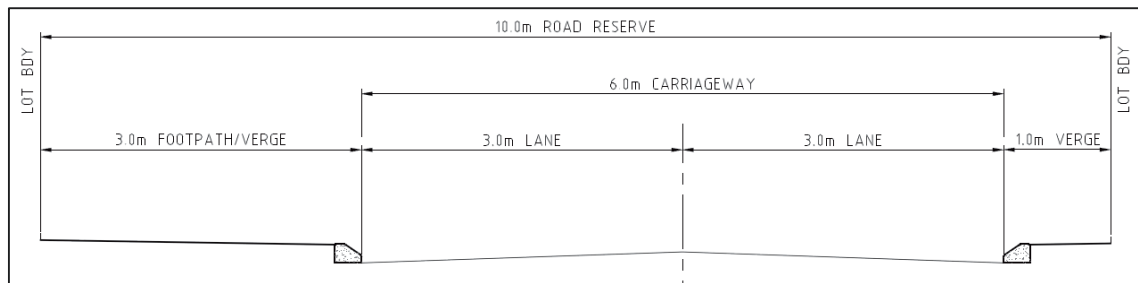 10.0m ROAD RESERVE
LOT BDY
LOT BDY
6.0m CARRIAGEWAY
3.0m FOOTPATH/VERGE
3.0m LANE
3.0m LANE
1.0m VERGE